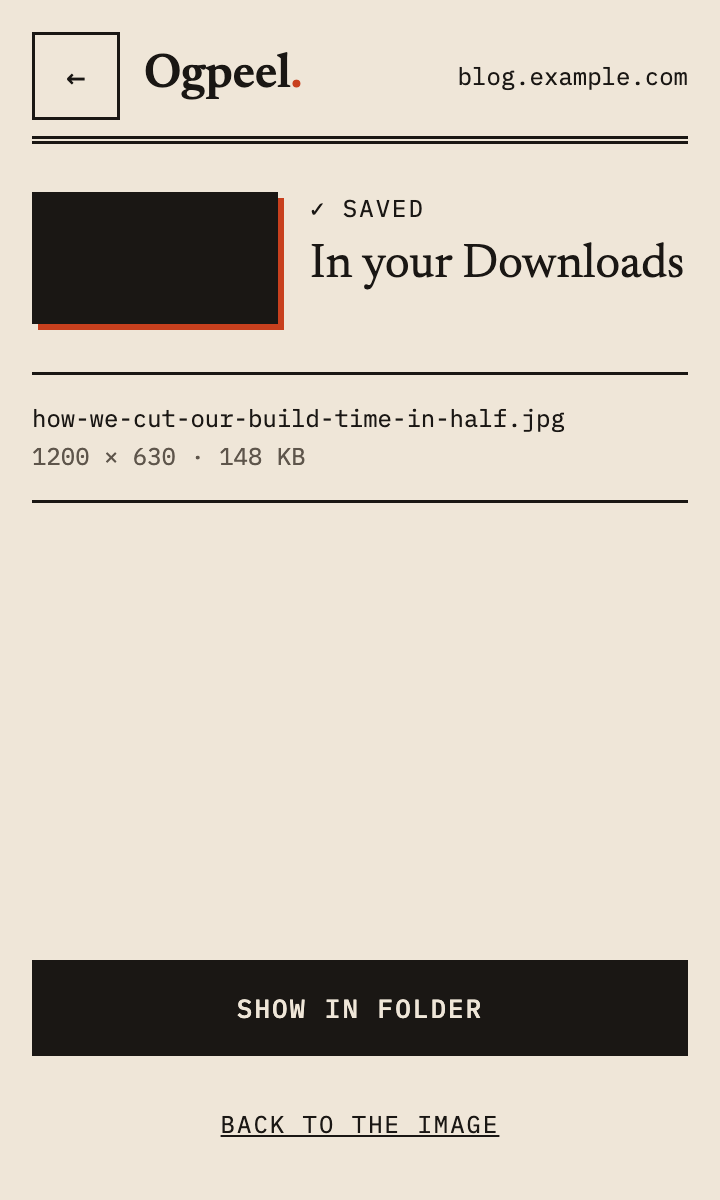 ←
Ogpeel.
blog.example.com
✓ SAVED
In your Downloads
how-we-cut-our-build-time-in-half.jpg
1200 × 630 · 148 KB
SHOW IN FOLDER
BACK TO THE IMAGE